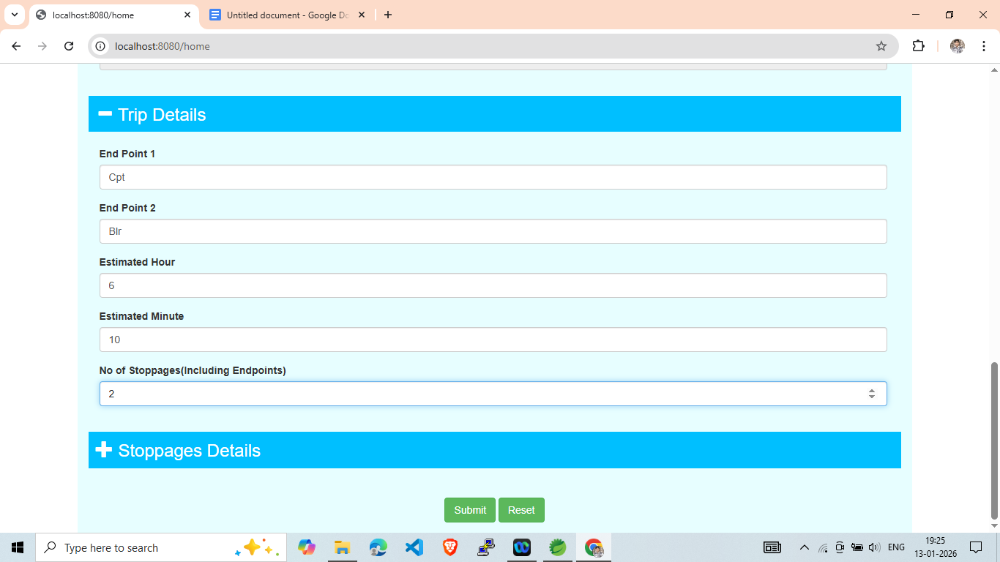 localhost:8080/home
Untitled document - Google Do
localhost:8080/home
Trip Details
End Point 1
Cpt
End Point 2
Blr
Estimated Hour
6
Estimated Minute
10
No of Stoppages(Including Endpoints)
2
Stoppages Details
Submit Reset
Type here to search
ENG
19:25
13-01-2026